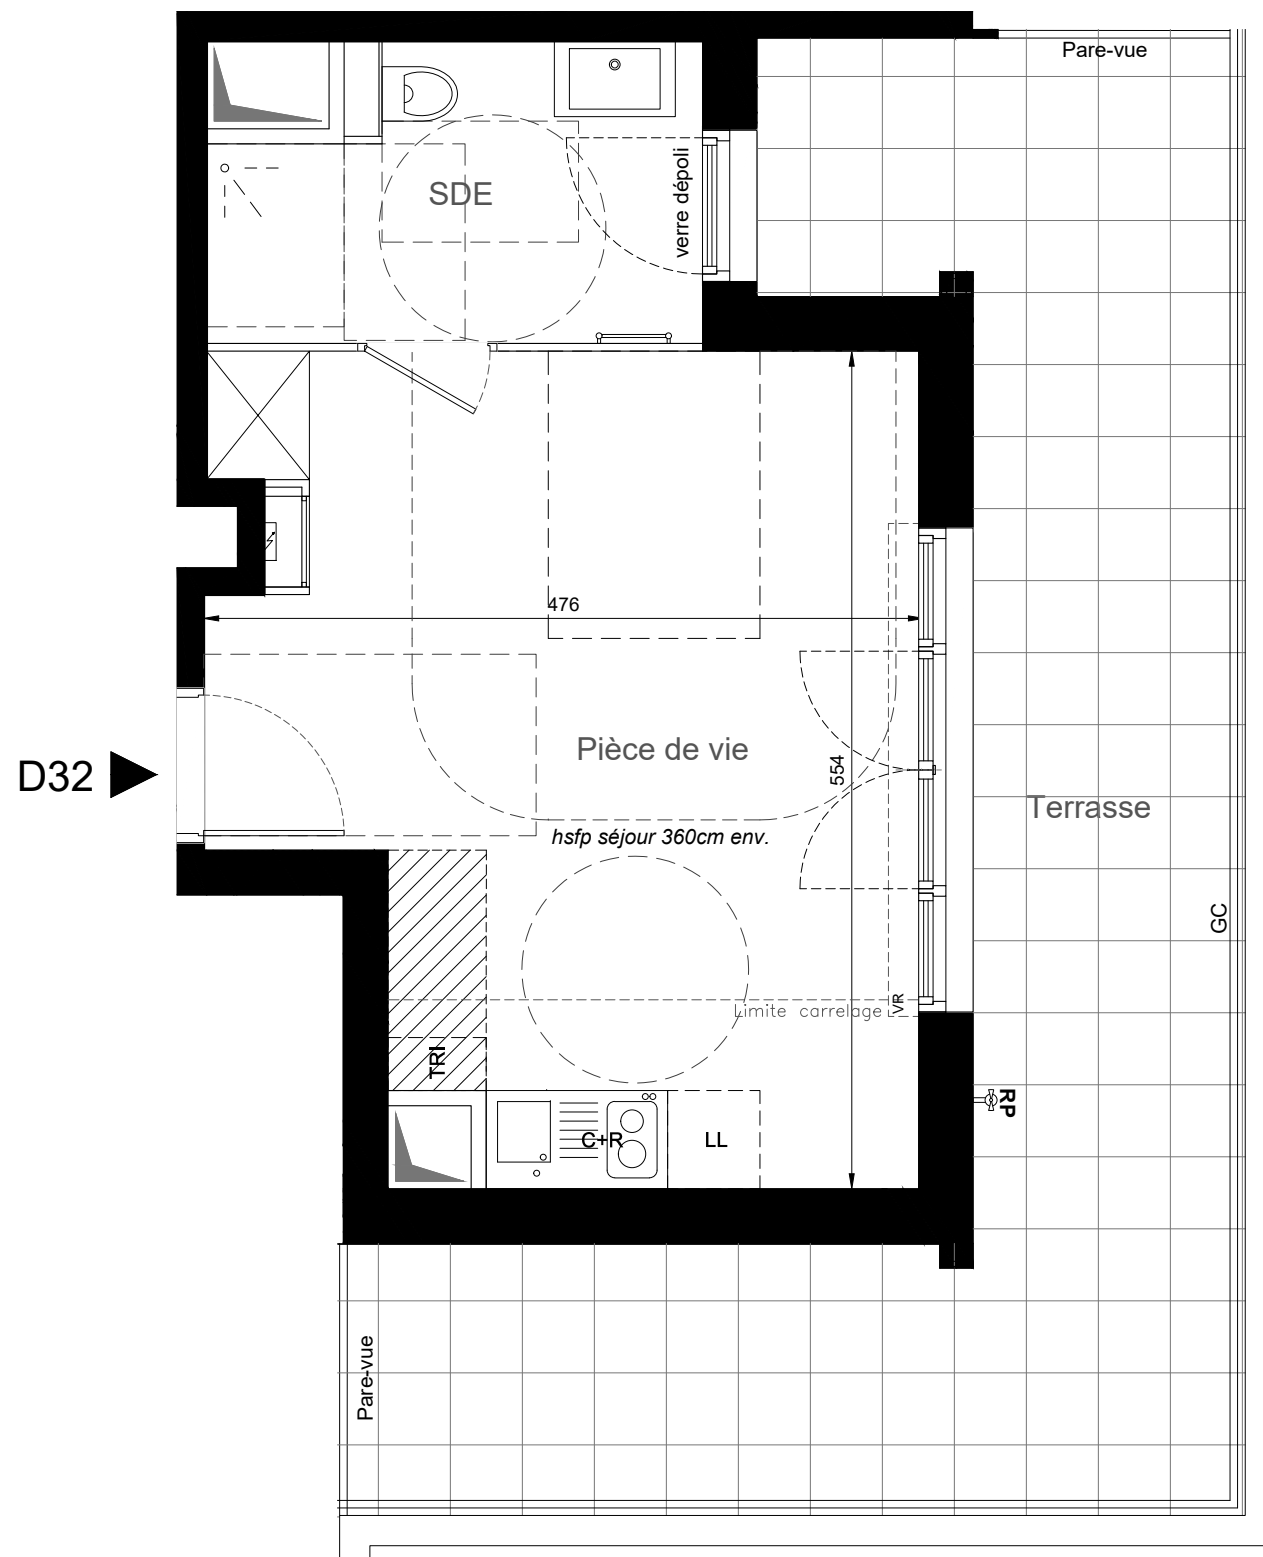 Pare-vue
SDE
verre dépoli
476
Pièce de vie
D32
554
Terrasse
hsfp séjour 360cm env.
GC
Limite carrelage
VR
TRI
RP
C+R
LL
Pare-vue